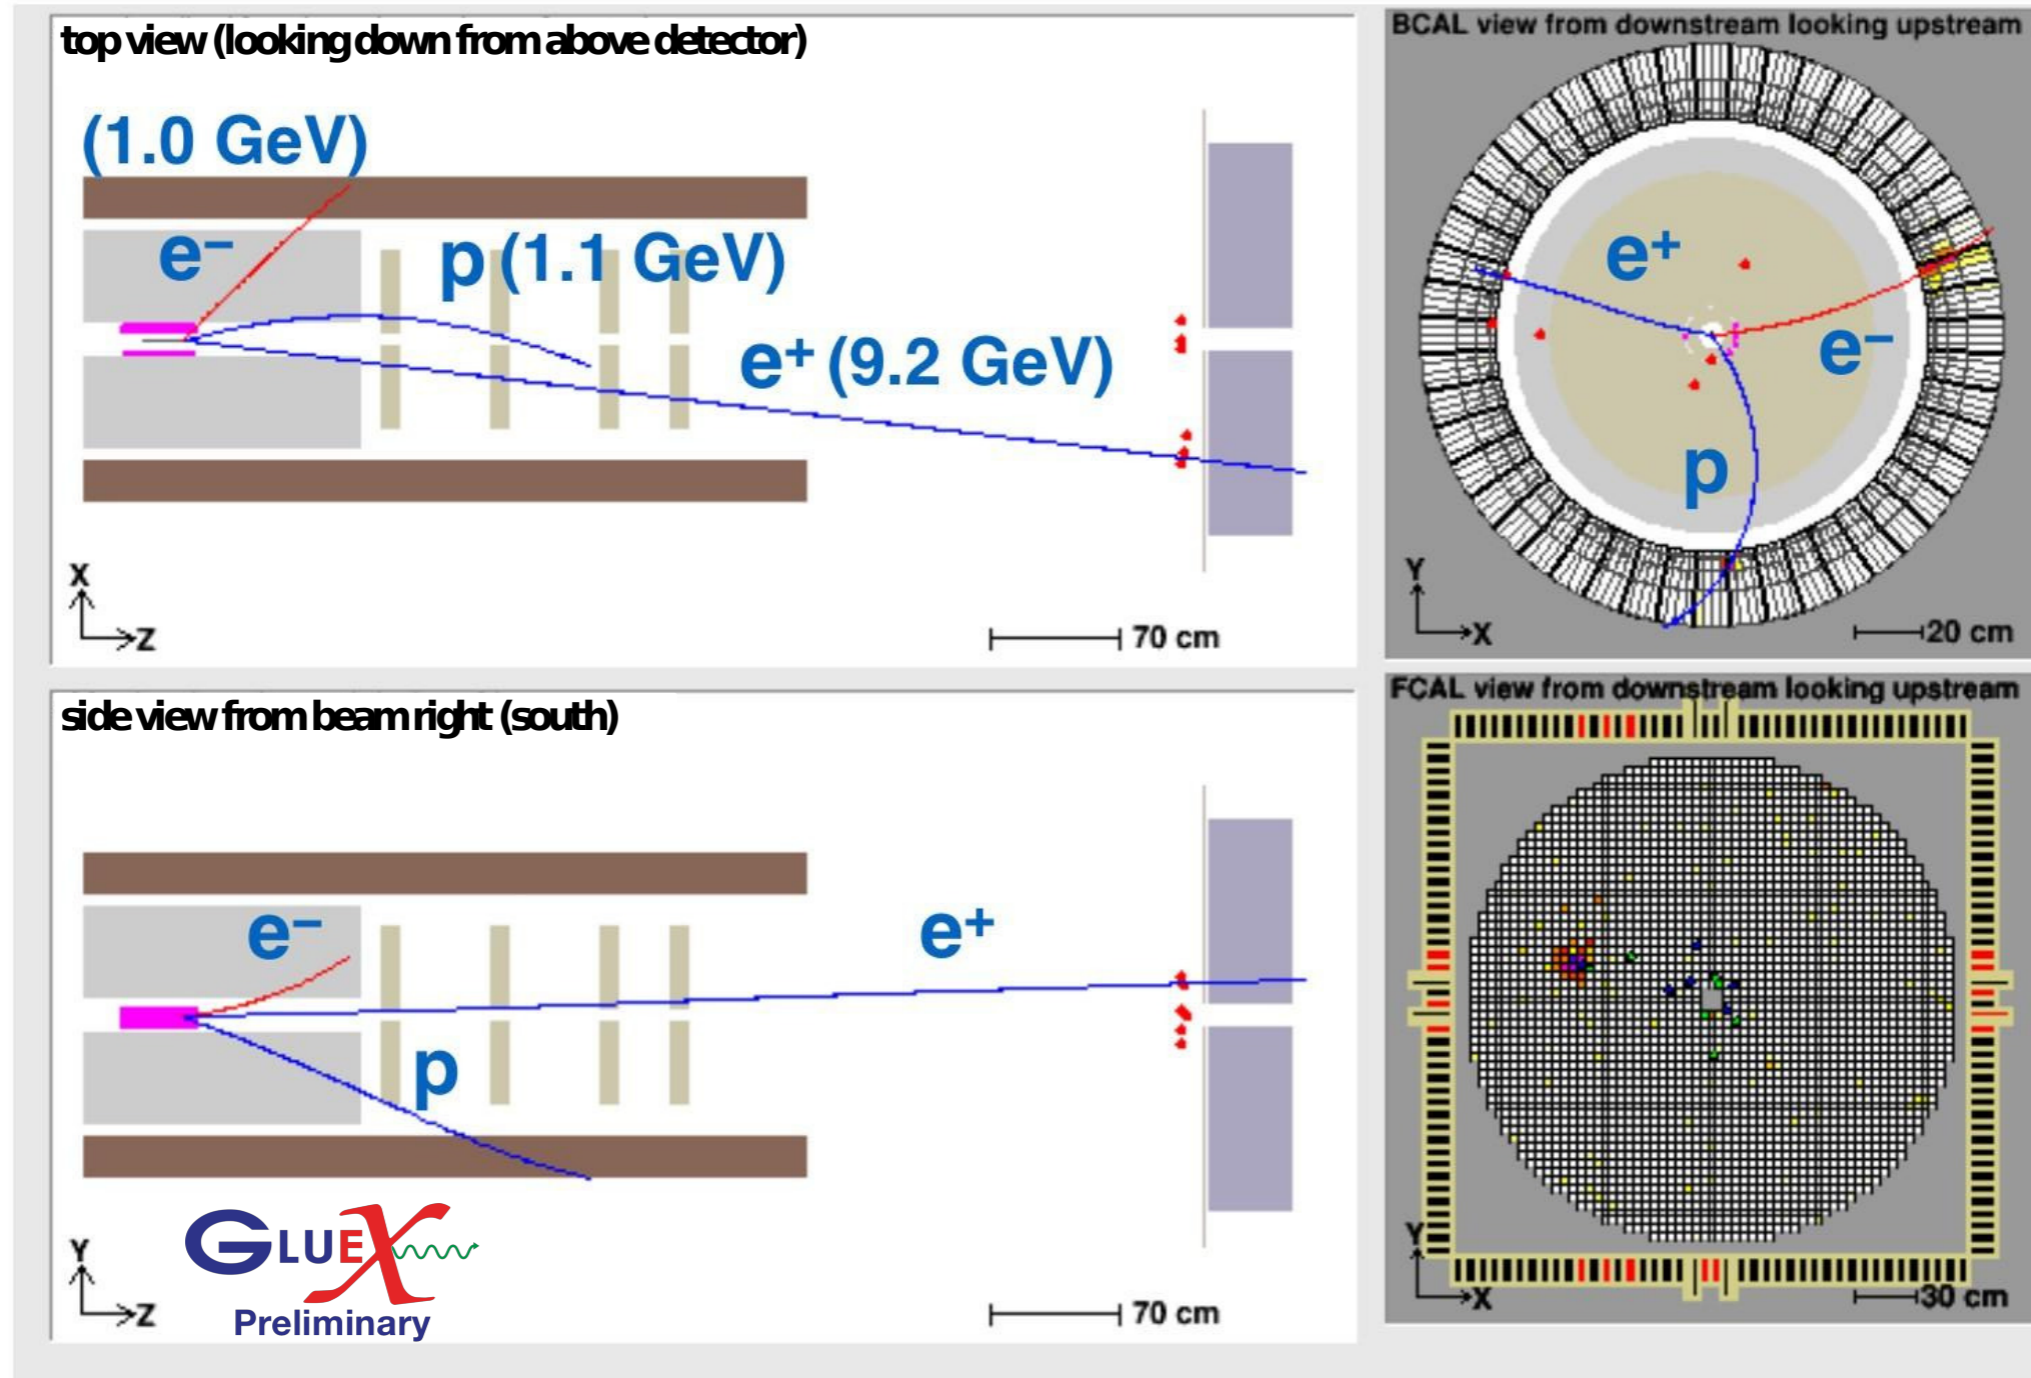 top view (looking down from above detector)
(1.0 GeV)
e−
p (1.1 GeV)
e+ (9.2 GeV)
X
Z
70 cm
BCAL view from downstream looking upstream
e+
e−
p
Y
X
20 cm
side view from beam right (south)
e−
e+
p
GLUEX
Preliminary
Y
Z
70 cm
FCAL view from downstream looking upstream
Y
X
30 cm